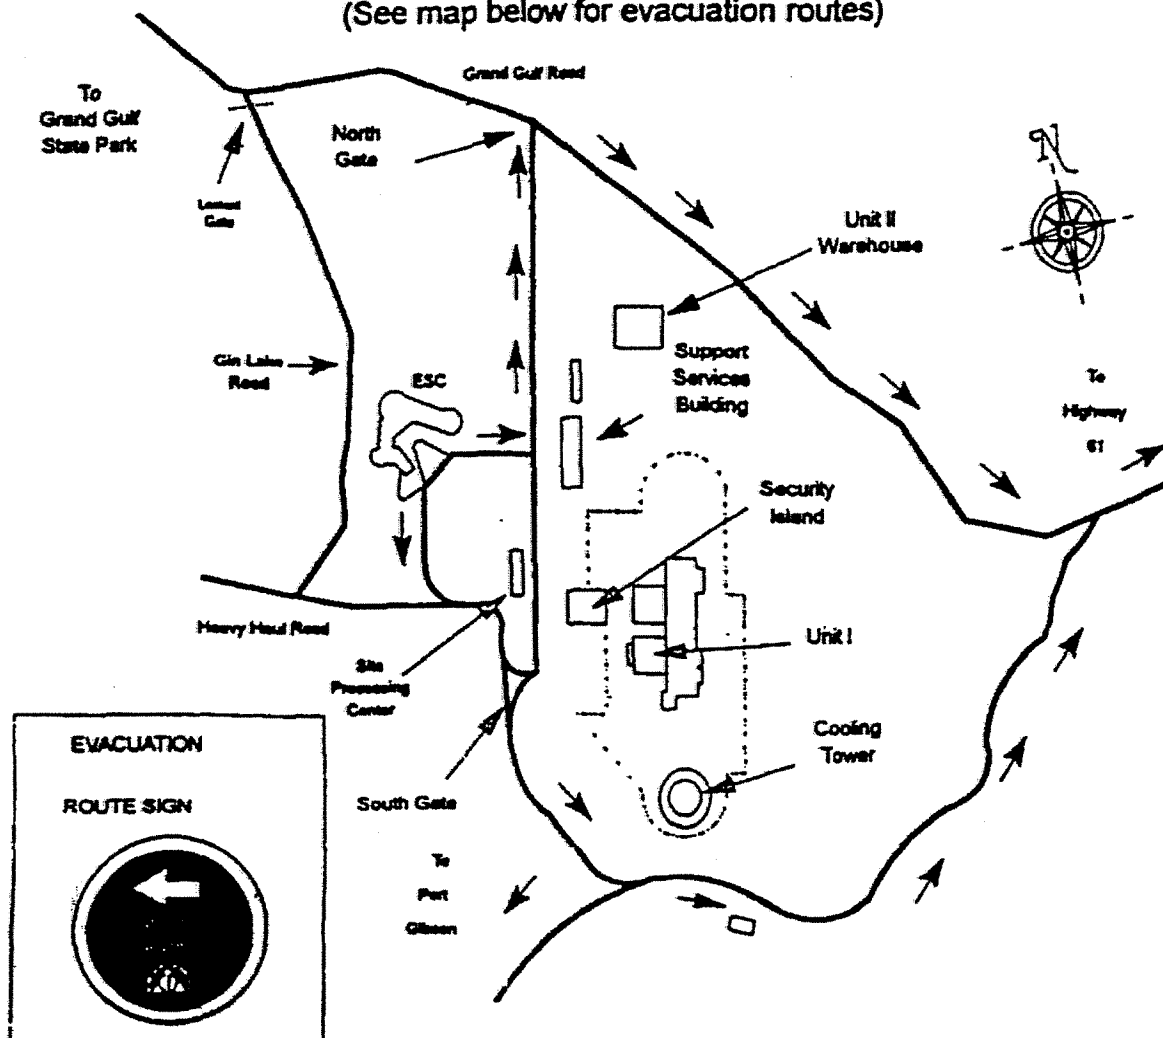 (See map below for evacuation routes)
Grand Gulf Road
To
Grand Gulf
State Park
North
Gate
Locked
Gate
N
Unit II
Warehouse
Gin Lake
Road
ESC
Support
Services
Building
To
Highway
61
Security
Island
Heavy Haul Road
Unit I
Site
Processing
Center
Cooling
Tower
EVACUATION
ROUTE SIGN
South Gate
To
Port
Gibson